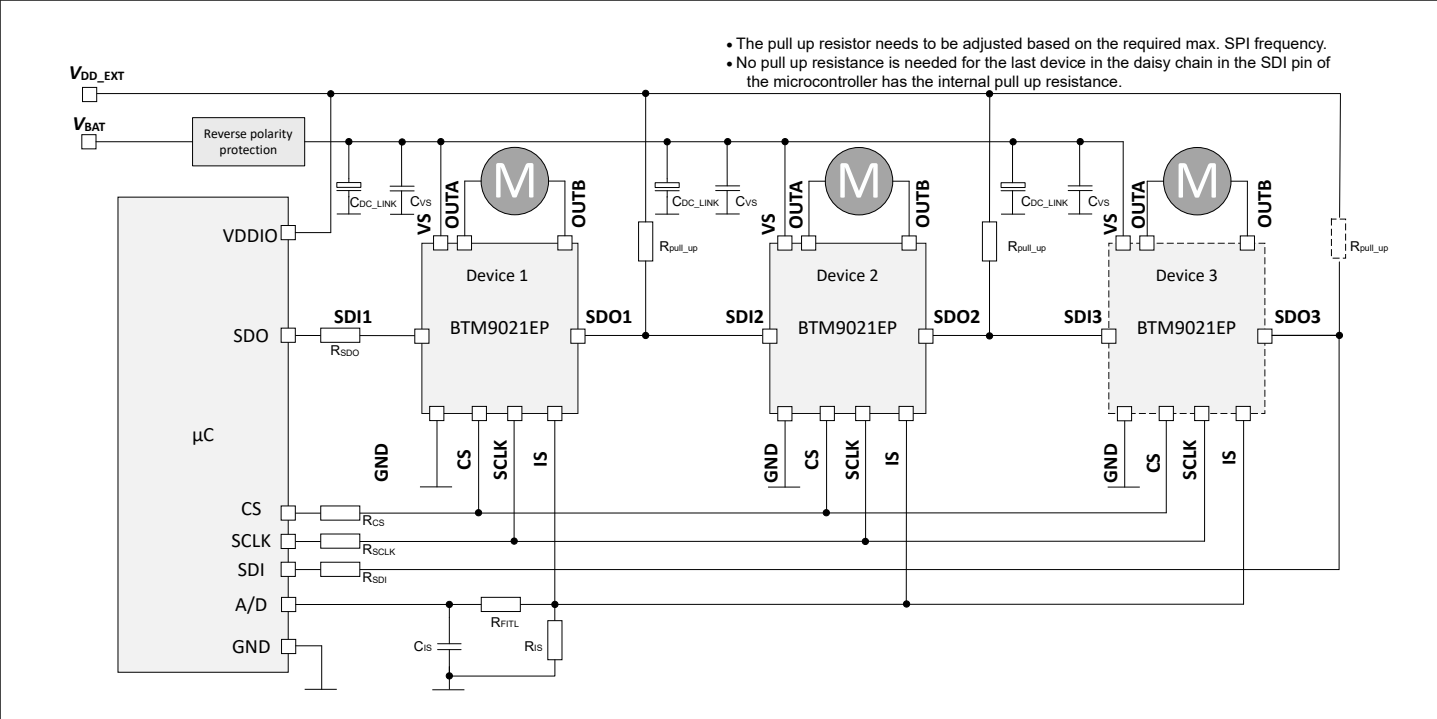 • The pull up resistor needs to be adjusted based on the required max. SPI frequency.
• No pull up resistance is needed for the last device in the daisy chain in the SDI pin of
the microcontroller has the internal pull up resistance.
VDD_EXT
VBAT
Reverse polarity
protection
CDC_LINK
CVS
VS
OUTA
M
OUTB
CDC_LINK
CVS
VS
OUTA
M
OUTB
CDC_LINK
CVS
VS
OUTA
M
OUTB
VDDIO
Rpull_up
Rpull_up
Rpull_up
Device 1
Device 2
Device 3
SDO
SDI1
RSDO
BTM9021EP
SDO1
SDI2
BTM9021EP
SDO2
SDI3
BTM9021EP
SDO3
µC
GND
CS
SCLK
IS
GND
CS
SCLK
IS
GND
CS
SCLK
IS
CS
RCS
SCLK
RSCLK
SDI
RSDI
A/D
RFITL
GND
CIS
RIS